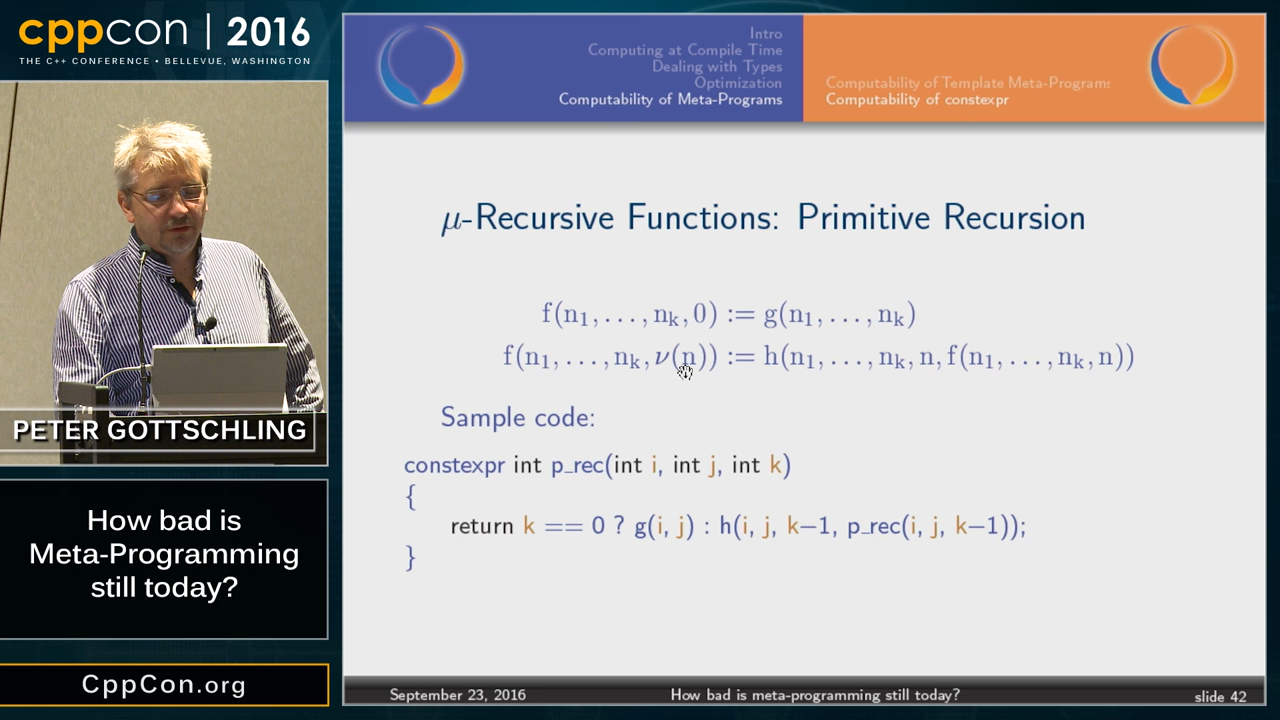 cppcon | 2016
THE C++ CONFERENCE • BELLEVUE, WASHINGTON
PETER GOTTSCHLING
How bad is
Meta-Programming
still today?
CppCon.org
Intro
Computing at Compile Time
Dealing with Types
Optimization
Computability of Meta-Programs
Computability of Template Meta-Programs
Computability of constexpr
μ-Recursive Functions: Primitive Recursion
f(n₁, . . . , nₖ, 0) := g(n₁, . . . , nₖ)
f(n₁, . . . , nₖ, ν(n)) := h(n₁, . . . , nₖ, n, f(n₁, . . . , nₖ, n))
Sample code:
constexpr int p_rec(int i, int j, int k)
{
return k == 0 ? g(i, j) : h(i, j, k−1, p_rec(i, j, k−1));
}
September 23, 2016 How bad is meta-programming still today? slide 42